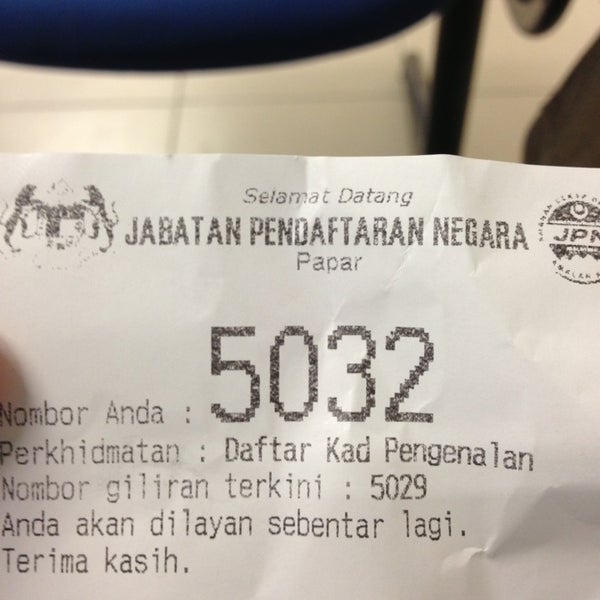 Selamat Datang
JABATAN PENDAFTARAN NEGARA
JPN
Papar
Nombor Anda : 5032
Perkhidmatan : Daftar Kad Pengenalan
Nombor giliran terkini : 5029
Anda akan dilayan sebentar lagi.
Terima kasih.